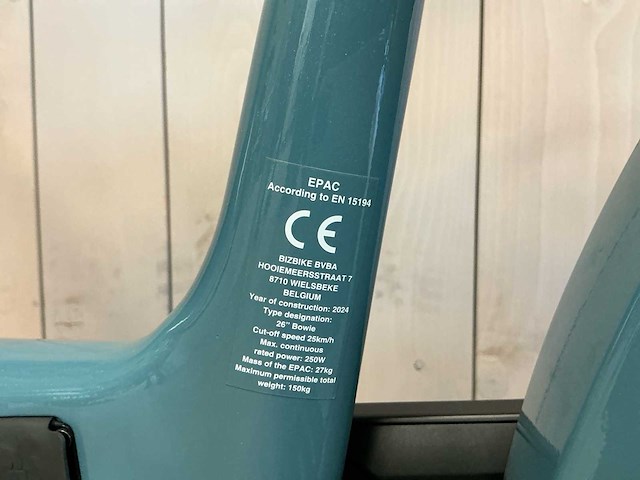 EPAC
According to EN 15194
CE
BIZBIKE BVBA
HOOIEMEERSSTRAAT 7
8710 WIELSBEKE
BELGIUM
Year of construction: 2024
Type designation:
26" Bowie
Cut-off speed 25km/h
Max. continuous
rated power: 250W
Mass of the EPAC: 27kg
Maximum permissible total
weight: 150kg